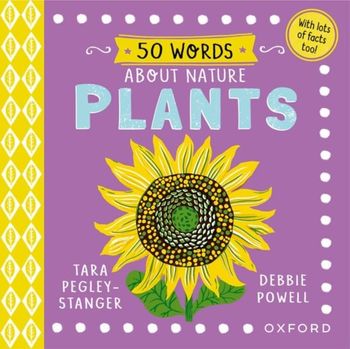 50 WORDS
ABOUT NATURE
PLANTS
With lots
of facts
too!
TARA
PEGLEY-
STANGER
DEBBIE
POWELL
OXFORD